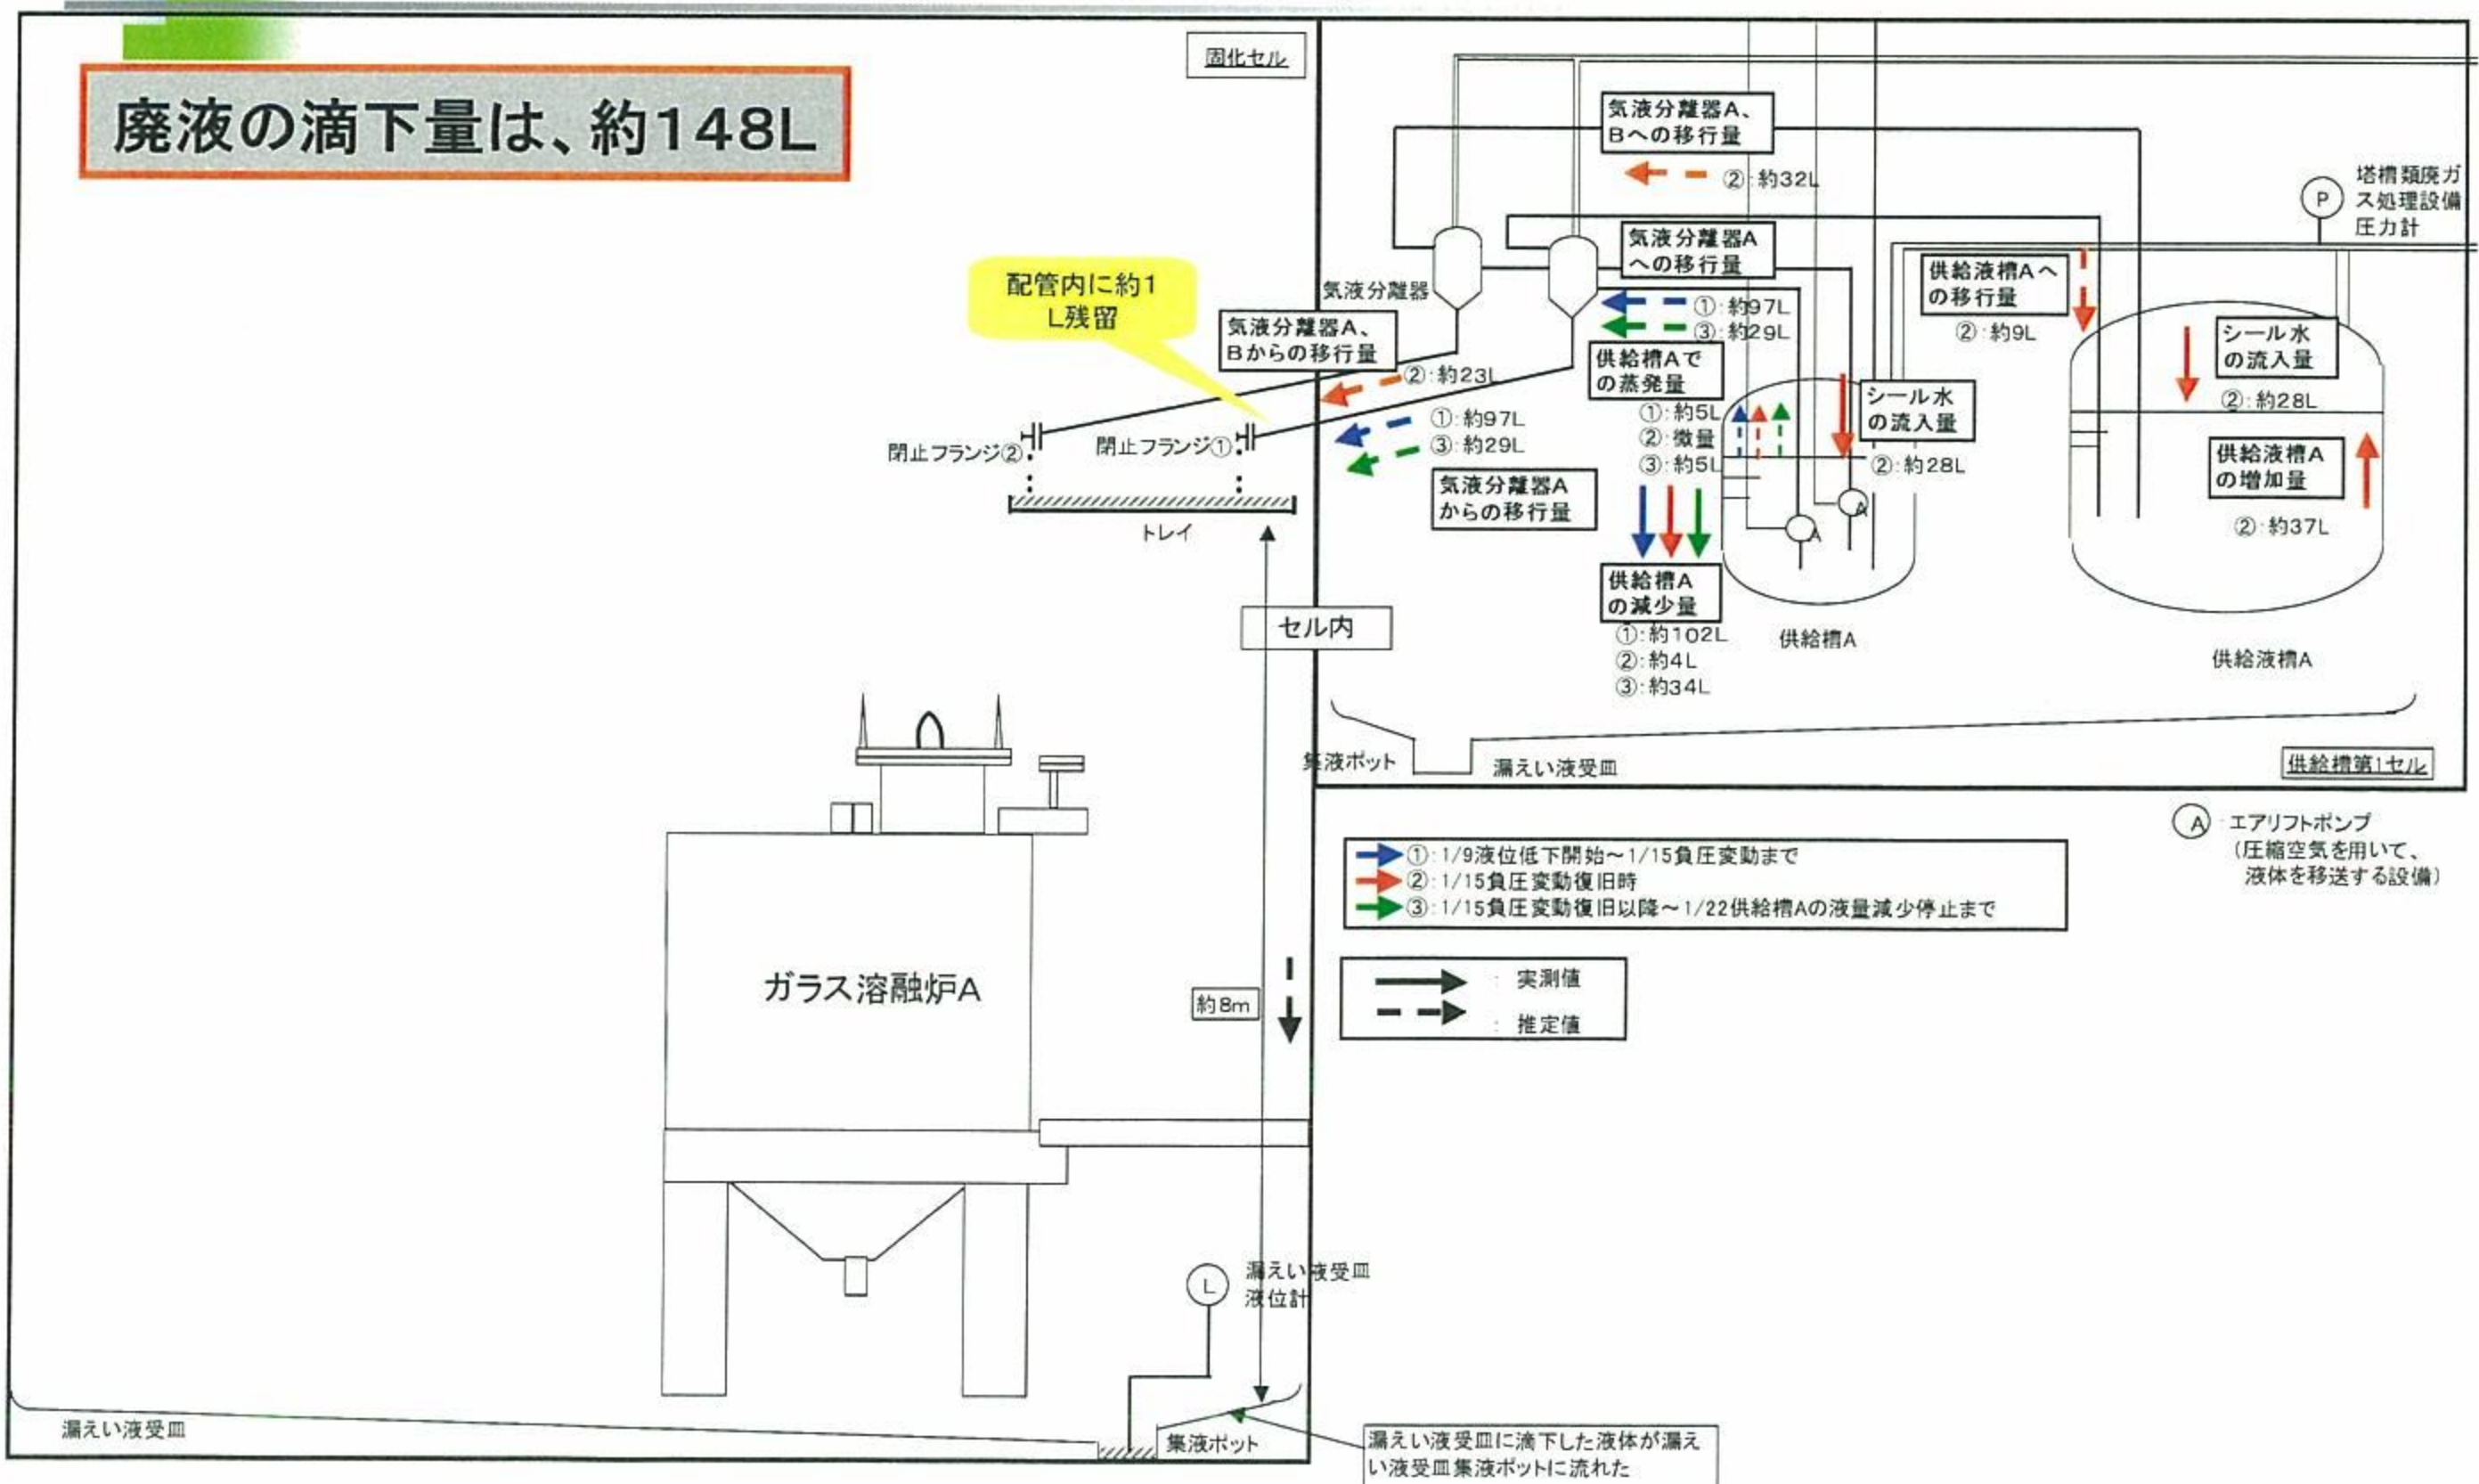 廃液の滴下量は、約148L
固化セル
気液分離器A、
Bへの移行量
②:約32L
P
塔槽類廃ガ
ス処理設備
圧力計
気液分離器A
への移行量
①:約97L
③:約29L
供給液槽Aへ
の移行量
②:約9L
シール水
の流入量
②:約28L
供給液槽A
の増加量
②:約37L
供給液槽A
気液分離器
配管内に約1
L残留
気液分離器A、
Bからの移行量
②:約23L
①:約97L
③:約29L
気液分離器A
からの移行量
供給槽Aで
の蒸発量
①:約5L
②:微量
③:約5L
シール水
の流入量
②:約28L
A
A
供給槽A
の減少量
①:約102L
②:約4L
③:約34L
供給槽A
閉止フランジ②
閉止フランジ①
トレイ
セル内
集液ポット
漏えい液受皿
供給槽第1セル
A:エアリフトポンプ
(圧縮空気を用いて、
液体を移送する設備)
①:1/9液位低下開始~1/15負圧変動まで
②:1/15負圧変動復旧時
③:1/15負圧変動復旧以降~1/22供給槽Aの液量減少停止まで
:実測値
:推定値
ガラス溶融炉A
約8m
L
漏えい液受皿
液位計
漏えい液受皿
集液ポット
漏えい液受皿に滴下した液体が漏え
い液受皿集液ポットに流れた